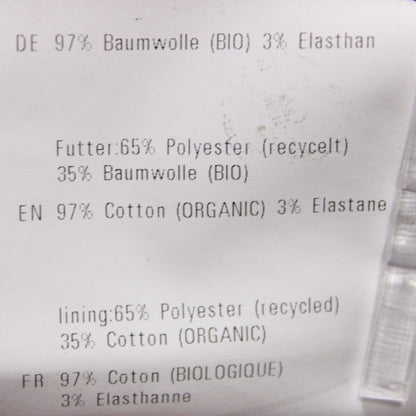 DE 97% Baumwolle (BIO) 3% Elasthan
Futter:65% Polyester (recycelt)
35% Baumwolle (BIO)
EN 97% Cotton (ORGANIC) 3% Elastane
lining:65% Polyester (recycled)
35% Cotton (ORGANIC)
FR 97% Coton (BIOLOGIQUE)
3% Elasthanne